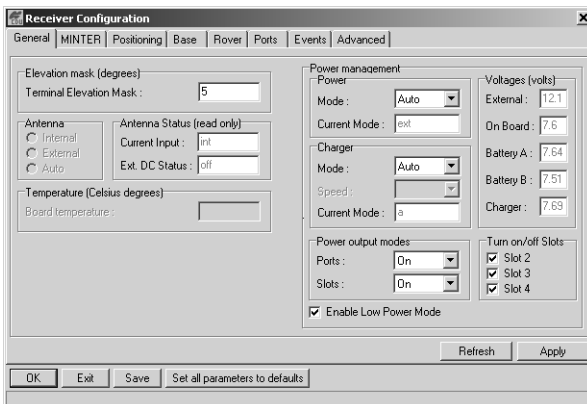 Receiver Configuration
General MINTER Positioning Base Rover Ports Events Advanced
Elevation mask (degrees)
Terminal Elevation Mask : 5
Antenna
Internal
External
Auto
Antenna Status (read only)
Current Input : int
Ext. DC Status : off
Temperature (Celsius degrees)
Board temperature :
Power management
Power
Mode : Auto
Current Mode : ext
Charger
Mode : Auto
Speed :
Current Mode : a
Voltages (volts)
External : 12.1
On Board : 7.6
Battery A : 7.64
Battery B : 7.51
Charger : 7.69
Power output modes
Ports : On
Slots : On
Turn on/off Slots
Slot 2
Slot 3
Slot 4
Enable Low Power Mode
Refresh Apply
OK Exit Save Set all parameters to defaults